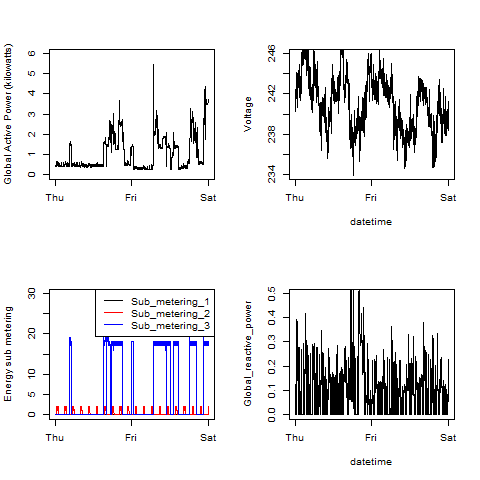 Global Active Power (kilowatts)
0 1 2 3 4 5 6
Thu Fri Sat
Voltage
234 238 242 246
Thu Fri Sat
datetime
Energy sub metering
0 5 10 20 30
Sub_metering_1
Sub_metering_2
Sub_metering_3
Thu Fri Sat
Global_reactive_power
0.0 0.1 0.2 0.3 0.4 0.5
Thu Fri Sat
datetime